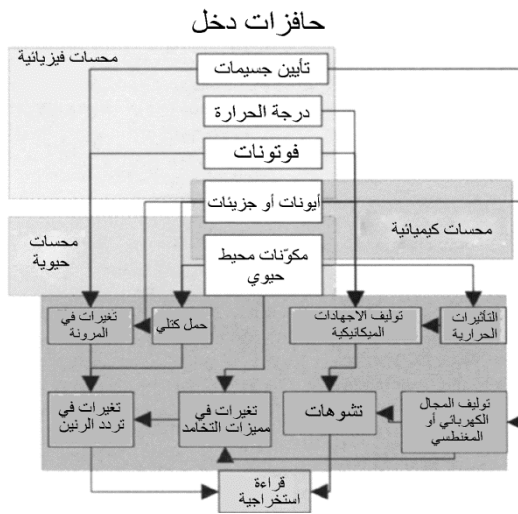 حافزات دخل
محسات فيزيائية
تأيين جسيمات
درجة الحرارة
فوتونات
أيونات أو جزيئات
محسات كيميائية
محسات
حيوية
مكوّنات محيط
حيوي
تغيرات في
المرونة
حمل كتلي
توليف الاجهادات
الميكانيكية
التأثيرات
الحرارية
تغيرات في
تردد الرنين
تغيرات في
مميزات التخامد
تشوهات
توليف المجال
الكهربائي أو
المغنطسي
قراءة
استخراجية